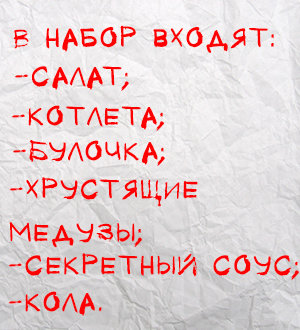 В НАБОР ВХОДЯТ:
-САЛАТ;
-КОТЛЕТА;
-БУЛОЧКА;
-ХРУСТЯЩИЕ
МЕДУЗЫ;
-СЕКРЕТНЫЙ СОУС;
-КОЛА.